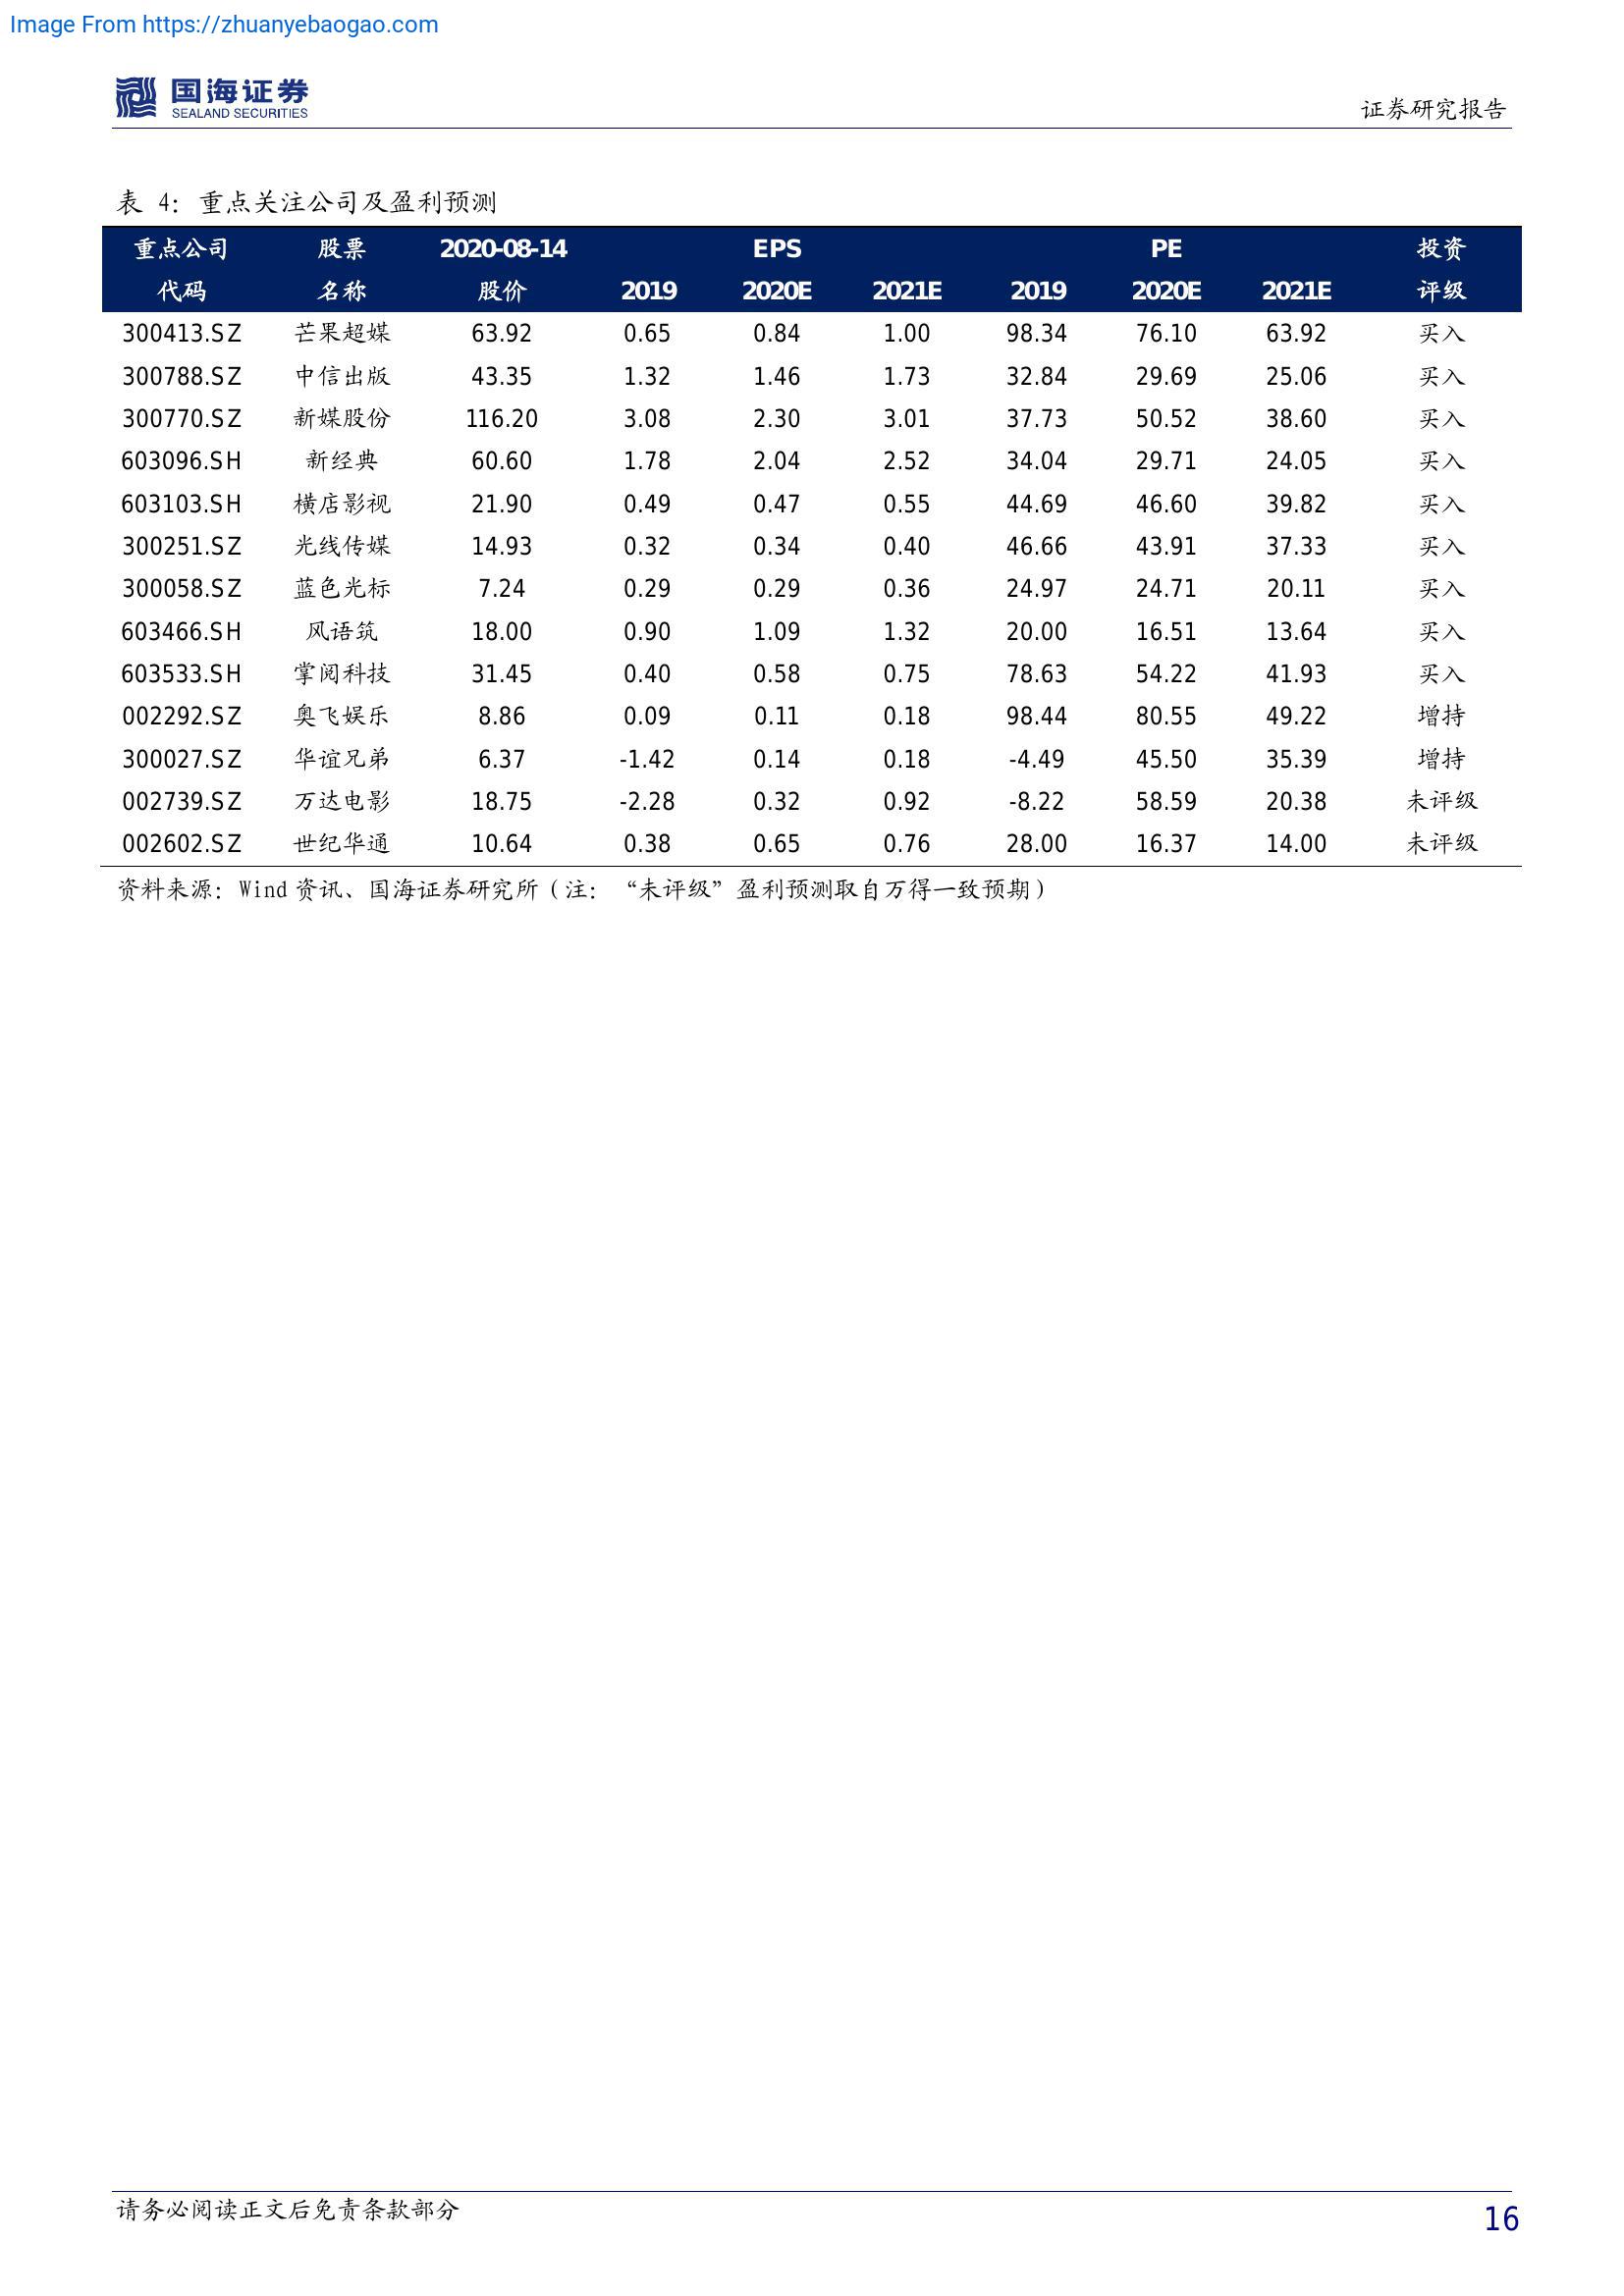 Image From https://zhuanyebaogao.com
国海证券
SEALAND SECURITIES
证券研究报告
表 4: 重点关注公司及盈利预测
重点公司 股票 2020-08-14 EPS PE 投资
代码 名称 股价 2019 2020E 2021E 2019 2020E 2021E 评级
300413.SZ 芒果超媒 63.92 0.65 0.84 1.00 98.34 76.10 63.92 买入
300788.SZ 中信出版 43.35 1.32 1.46 1.73 32.84 29.69 25.06 买入
300770.SZ 新媒股份 116.20 3.08 2.30 3.01 37.73 50.52 38.60 买入
603096.SH 新经典 60.60 1.78 2.04 2.52 34.04 29.71 24.05 买入
603103.SH 横店影视 21.90 0.49 0.47 0.55 44.69 46.60 39.82 买入
300251.SZ 光线传媒 14.93 0.32 0.34 0.40 46.66 43.91 37.33 买入
300058.SZ 蓝色光标 7.24 0.29 0.29 0.36 24.97 24.71 20.11 买入
603466.SH 风语筑 18.00 0.90 1.09 1.32 20.00 16.51 13.64 买入
603533.SH 掌阅科技 31.45 0.40 0.58 0.75 78.63 54.22 41.93 买入
002292.SZ 奥飞娱乐 8.86 0.09 0.11 0.18 98.44 80.55 49.22 增持
300027.SZ 华谊兄弟 6.37 -1.42 0.14 0.18 -4.49 45.50 35.39 增持
002739.SZ 万达电影 18.75 -2.28 0.32 0.92 -8.22 58.59 20.38 未评级
002602.SZ 世纪华通 10.64 0.38 0.65 0.76 28.00 16.37 14.00 未评级
资料来源: Wind 资讯、国海证券研究所（注: “未评级”盈利预测取自万得一致预期）
请务必阅读正文后免责条款部分
16